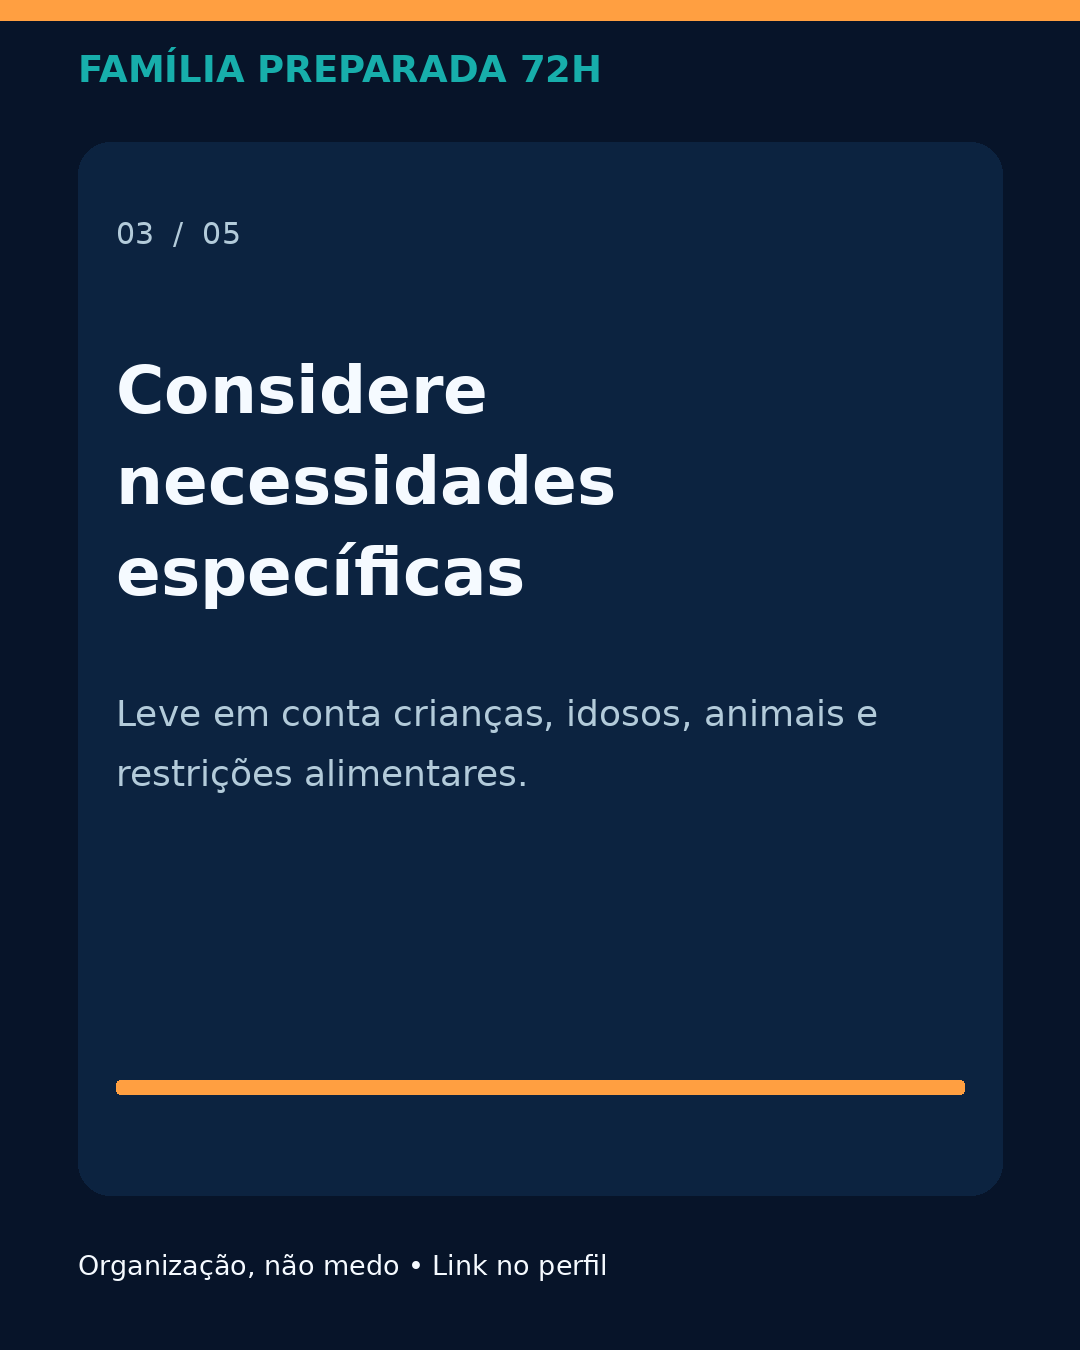 FAMÍLIA PREPARADA 72H
03 / 05
Considere
necessidades
específicas
Leve em conta crianças, idosos, animais e
restrições alimentares.
Organização, não medo • Link no perfil